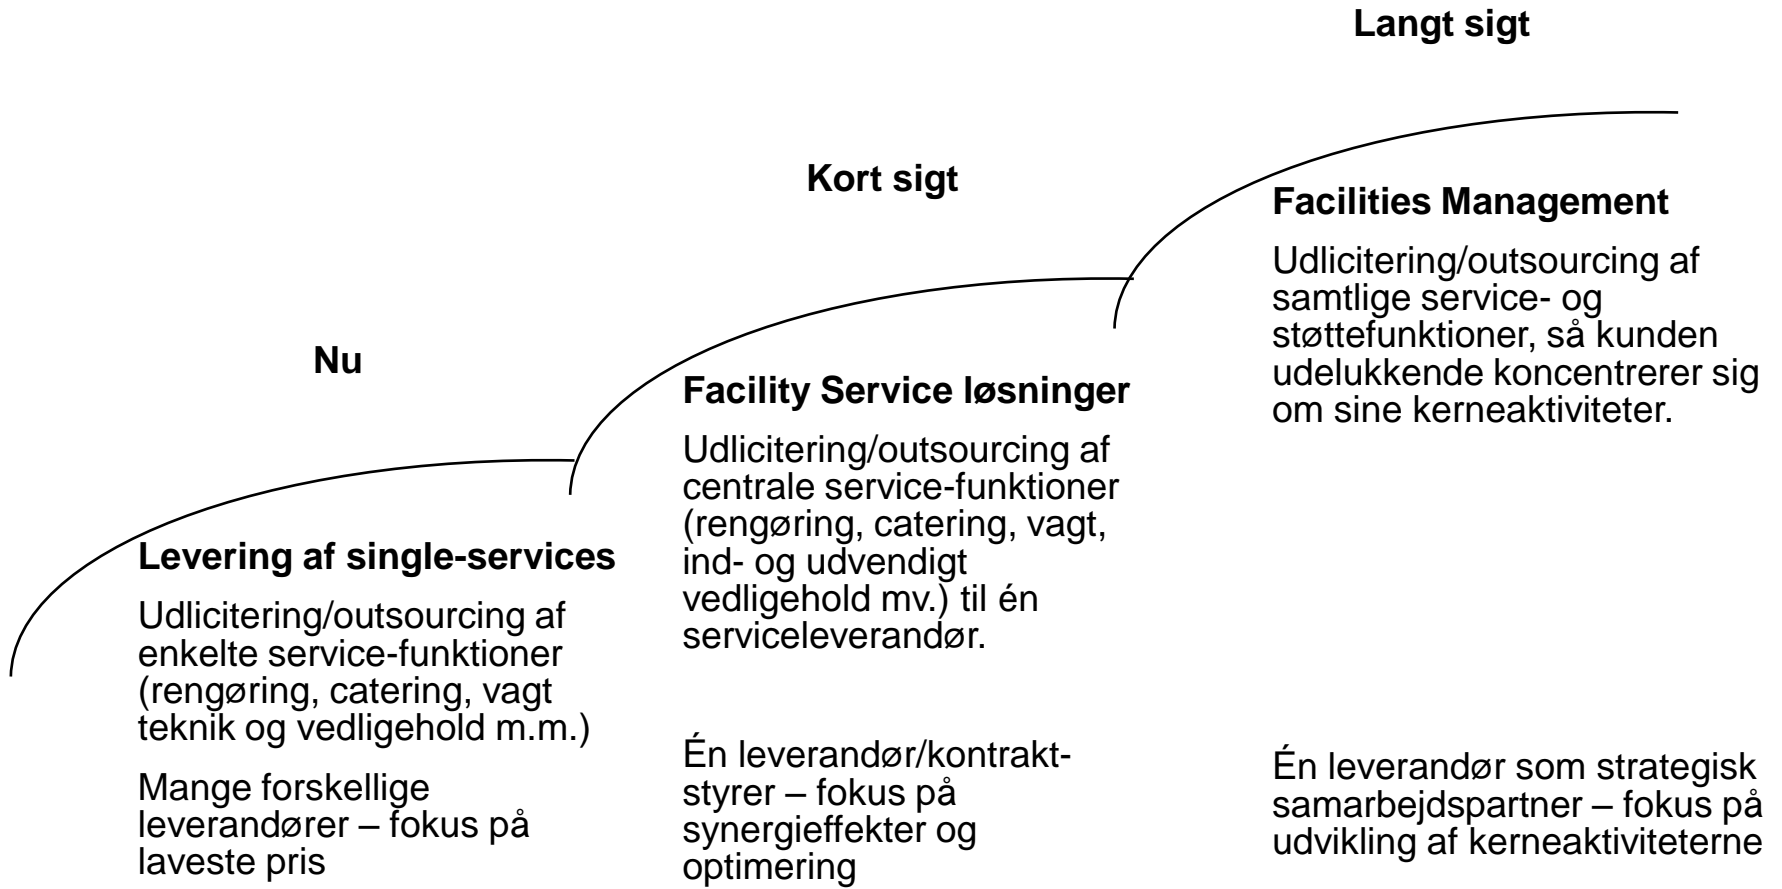 Nu
Levering af single-services
Udlicitering/outsourcing af
enkelte service-funktioner
(rengøring, catering, vagt
teknik og vedligehold m.m.)
Mange forskellige
leverandører – fokus på
laveste pris
Kort sigt
Facility Service løsninger
Udlicitering/outsourcing af
centrale service-funktioner
(rengøring, catering, vagt,
ind- og udvendigt
vedligehold mv.) til én
serviceleverandør.
Én leverandør/kontrakt-
styrer – fokus på
synergieffekter og
optimering
Langt sigt
Facilities Management
Udlicitering/outsourcing af
samtlige service- og
støttefunktioner, så kunden
udelukkende koncentrerer sig
om sine kerneaktiviteter.
Én leverandør som strategisk
samarbejdspartner – fokus på
udvikling af kerneaktiviteterne